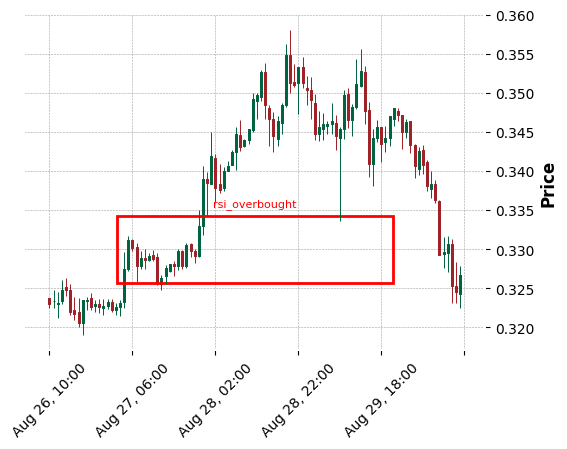 0.360
0.355
0.350
0.345
0.340
0.335
0.330
0.325
0.320
Price
rsi_overbought
Aug 26, 10:00
Aug 27, 06:00
Aug 28, 02:00
Aug 28, 22:00
Aug 29, 18:00